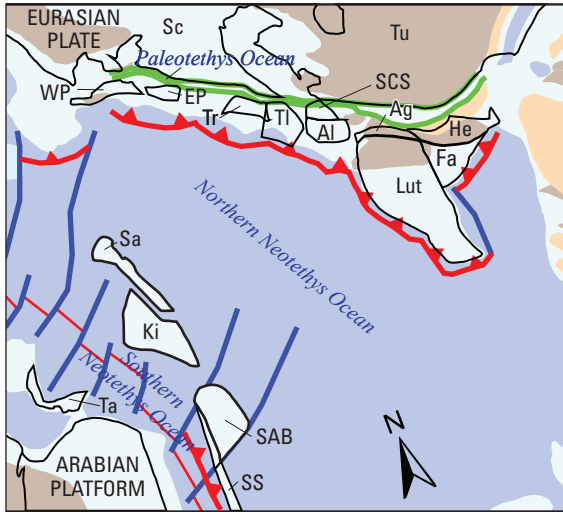 EURASIAN
PLATE
Sc
Tu
Paleotethys Ocean
SCS
WP
EP
Ag
Tr
Tl
Al
He
Fa
Lut
Northern Neotethys Ocean
Sa
Ki
Southern
Neotethys Ocean
Ta
SAB
N
ARABIAN
PLATFORM
SS